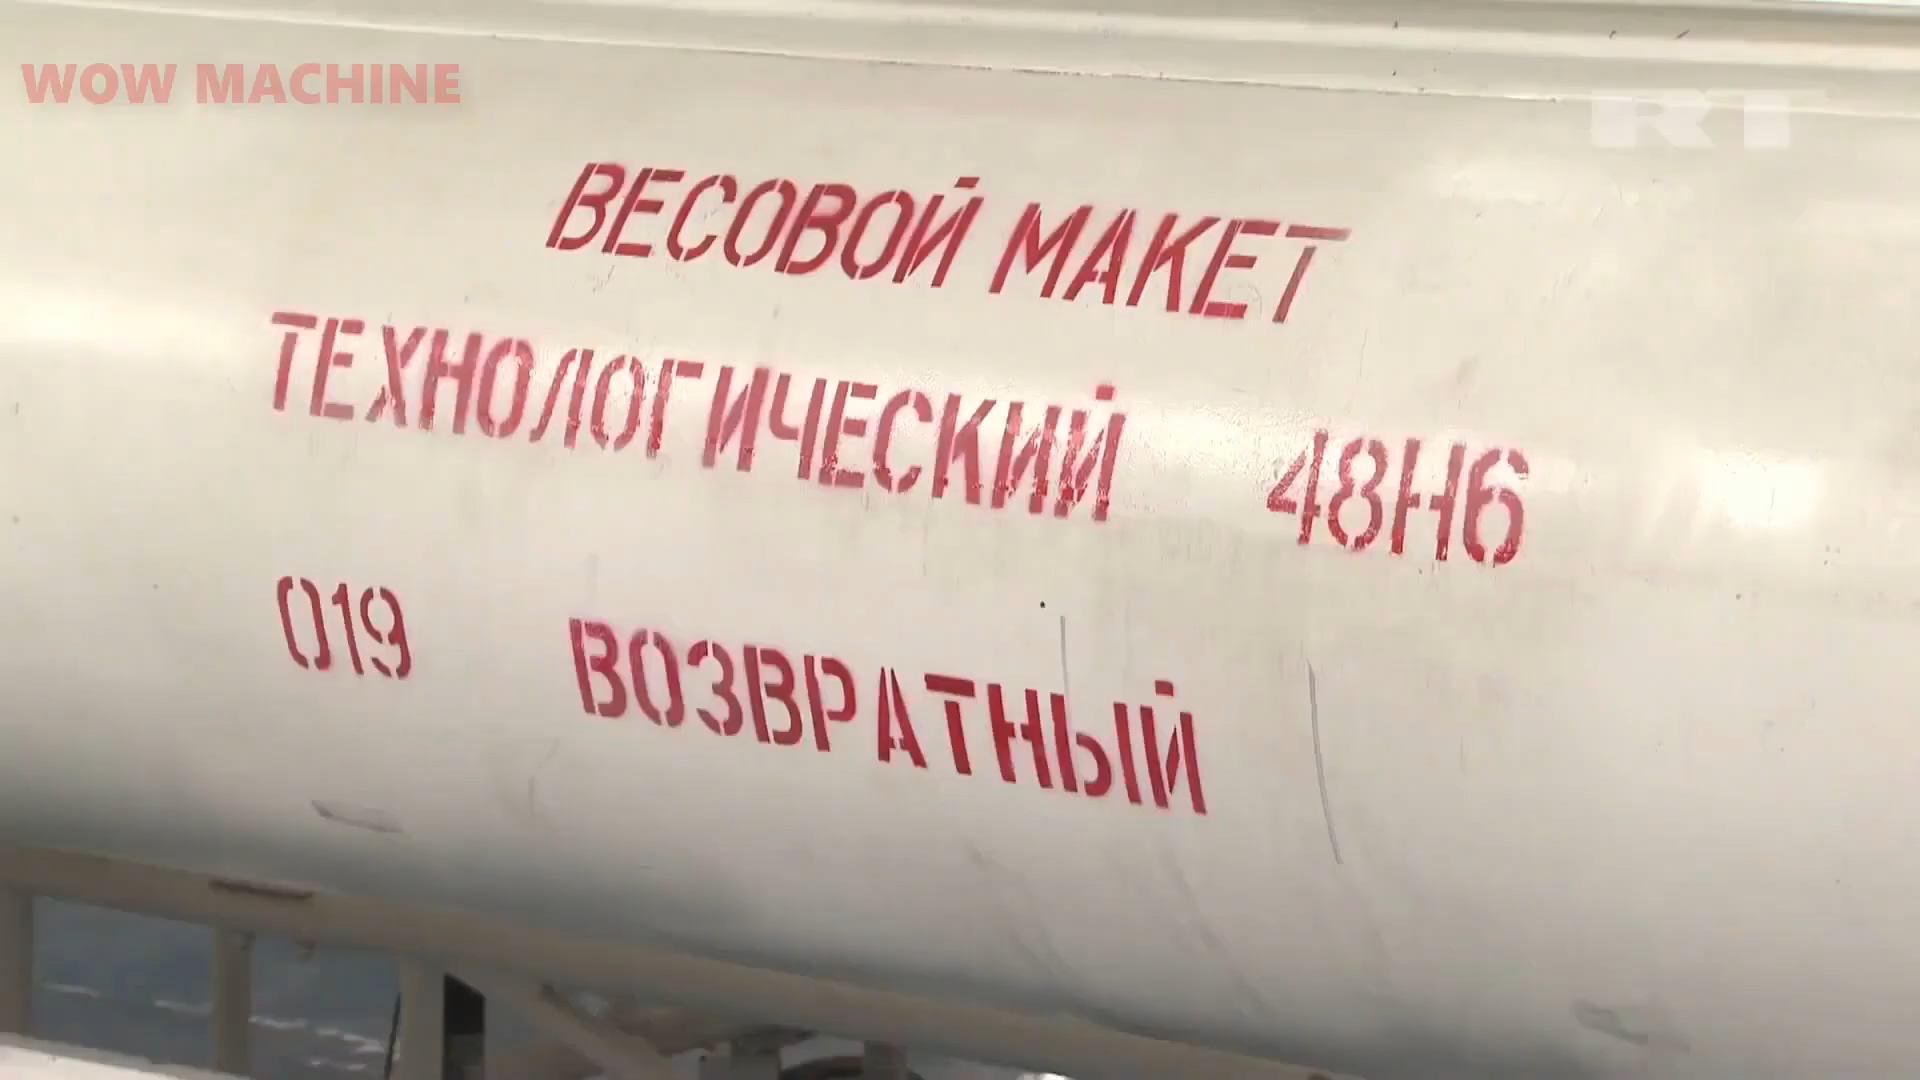 WOW MACHINE
RT
ВЕСОВОЙ МАКЕТ
ТЕХНОЛОГИЧЕСКИЙ 48Н6
019 ВОЗВРАТНЫЙ